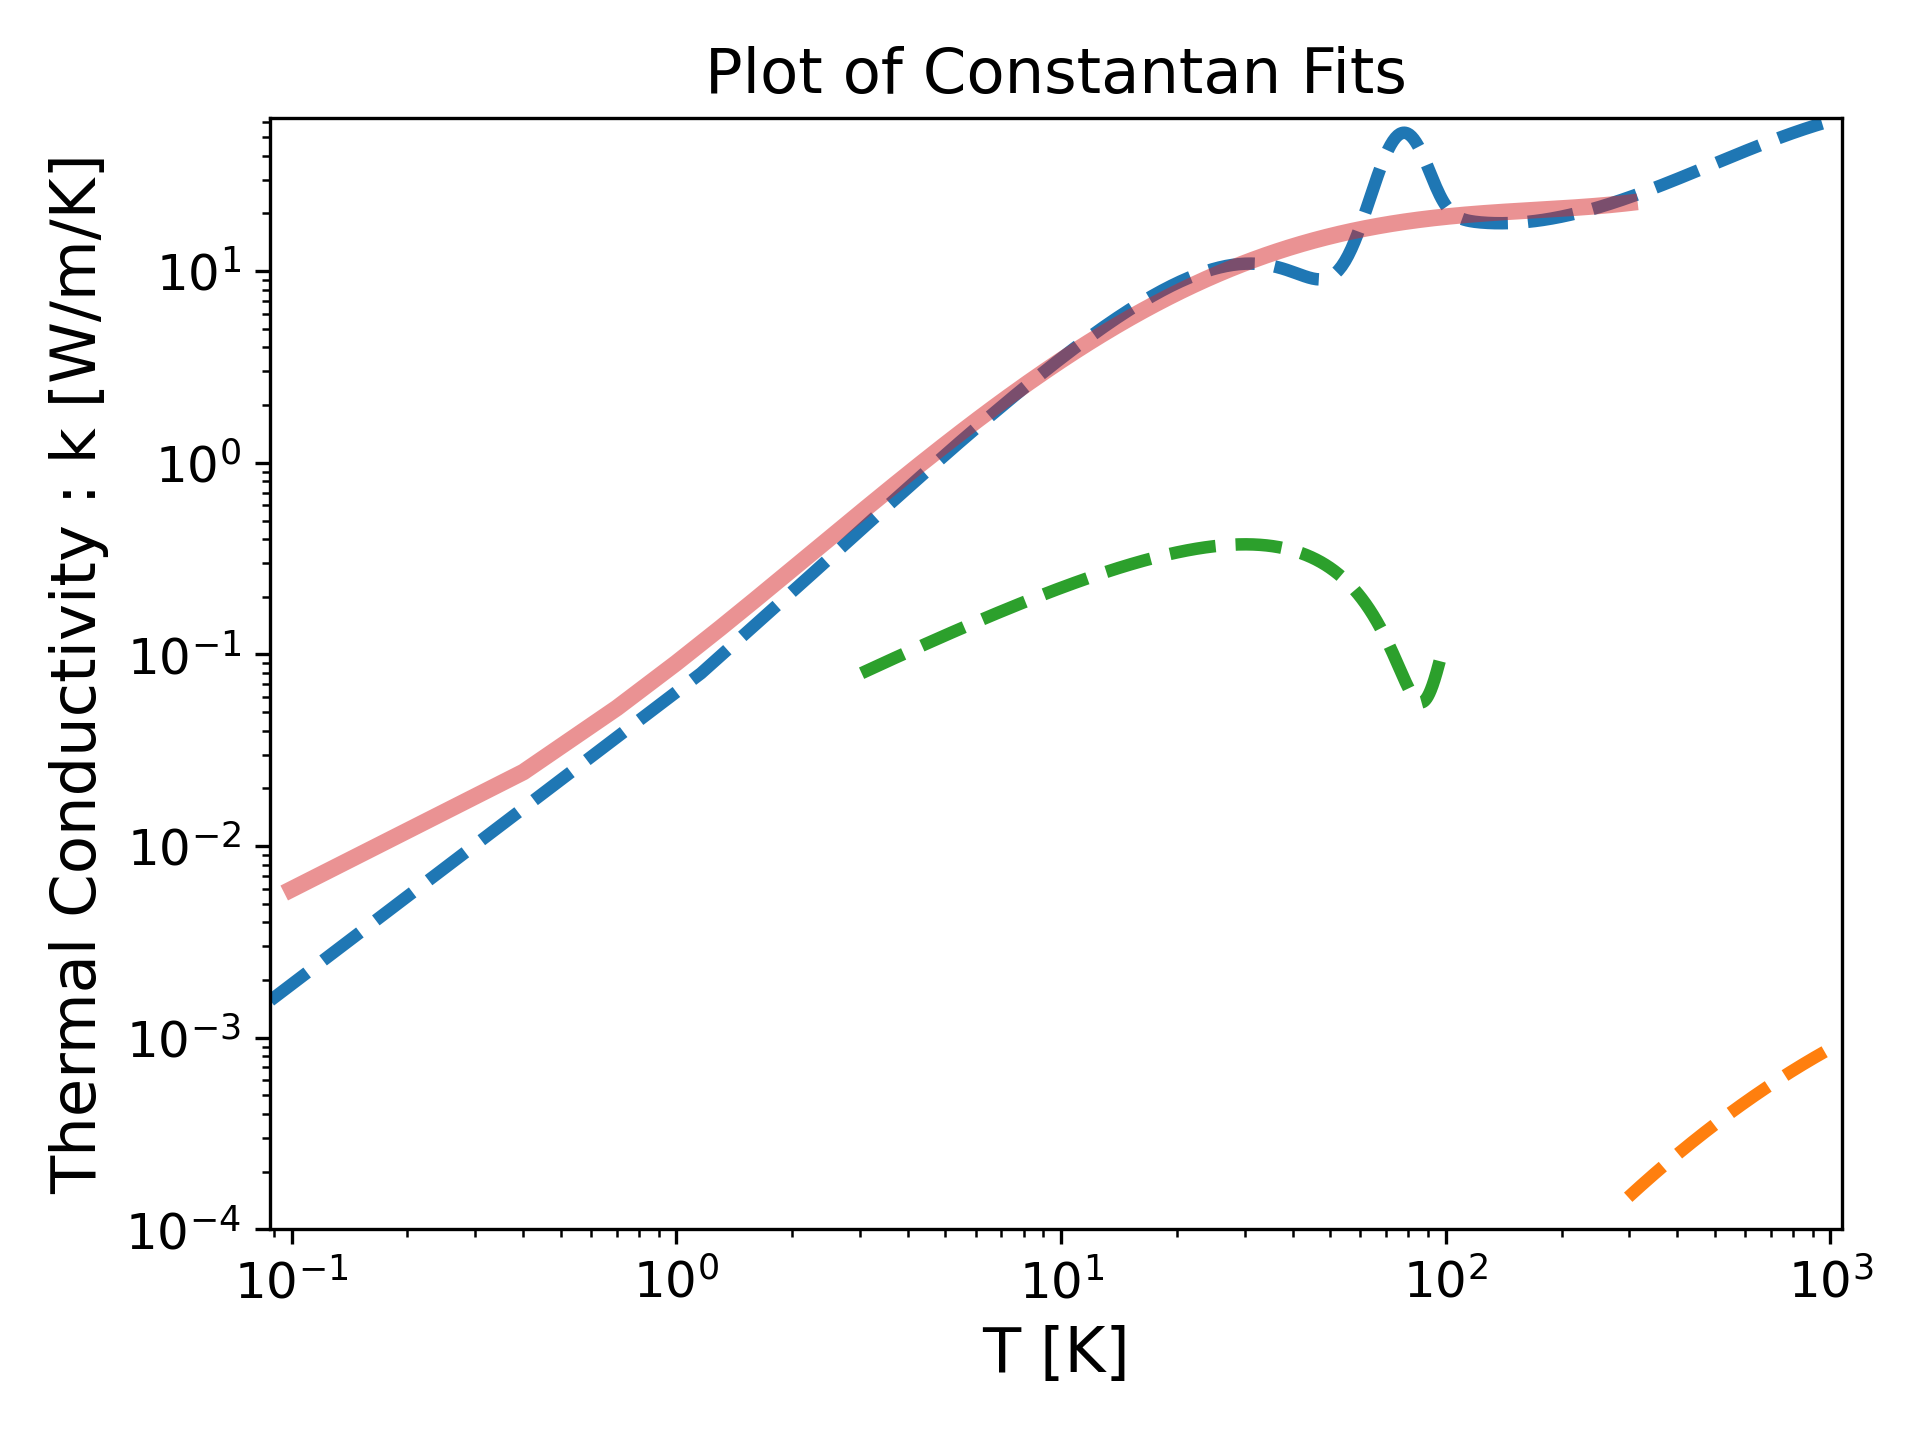 Plot of Constantan Fits
Thermal Conductivity : k [W/m/K]
10¹
10⁰
10⁻¹
10⁻²
10⁻³
10⁻⁴
10⁻¹ 10⁰ 10¹ 10² 10³
T [K]